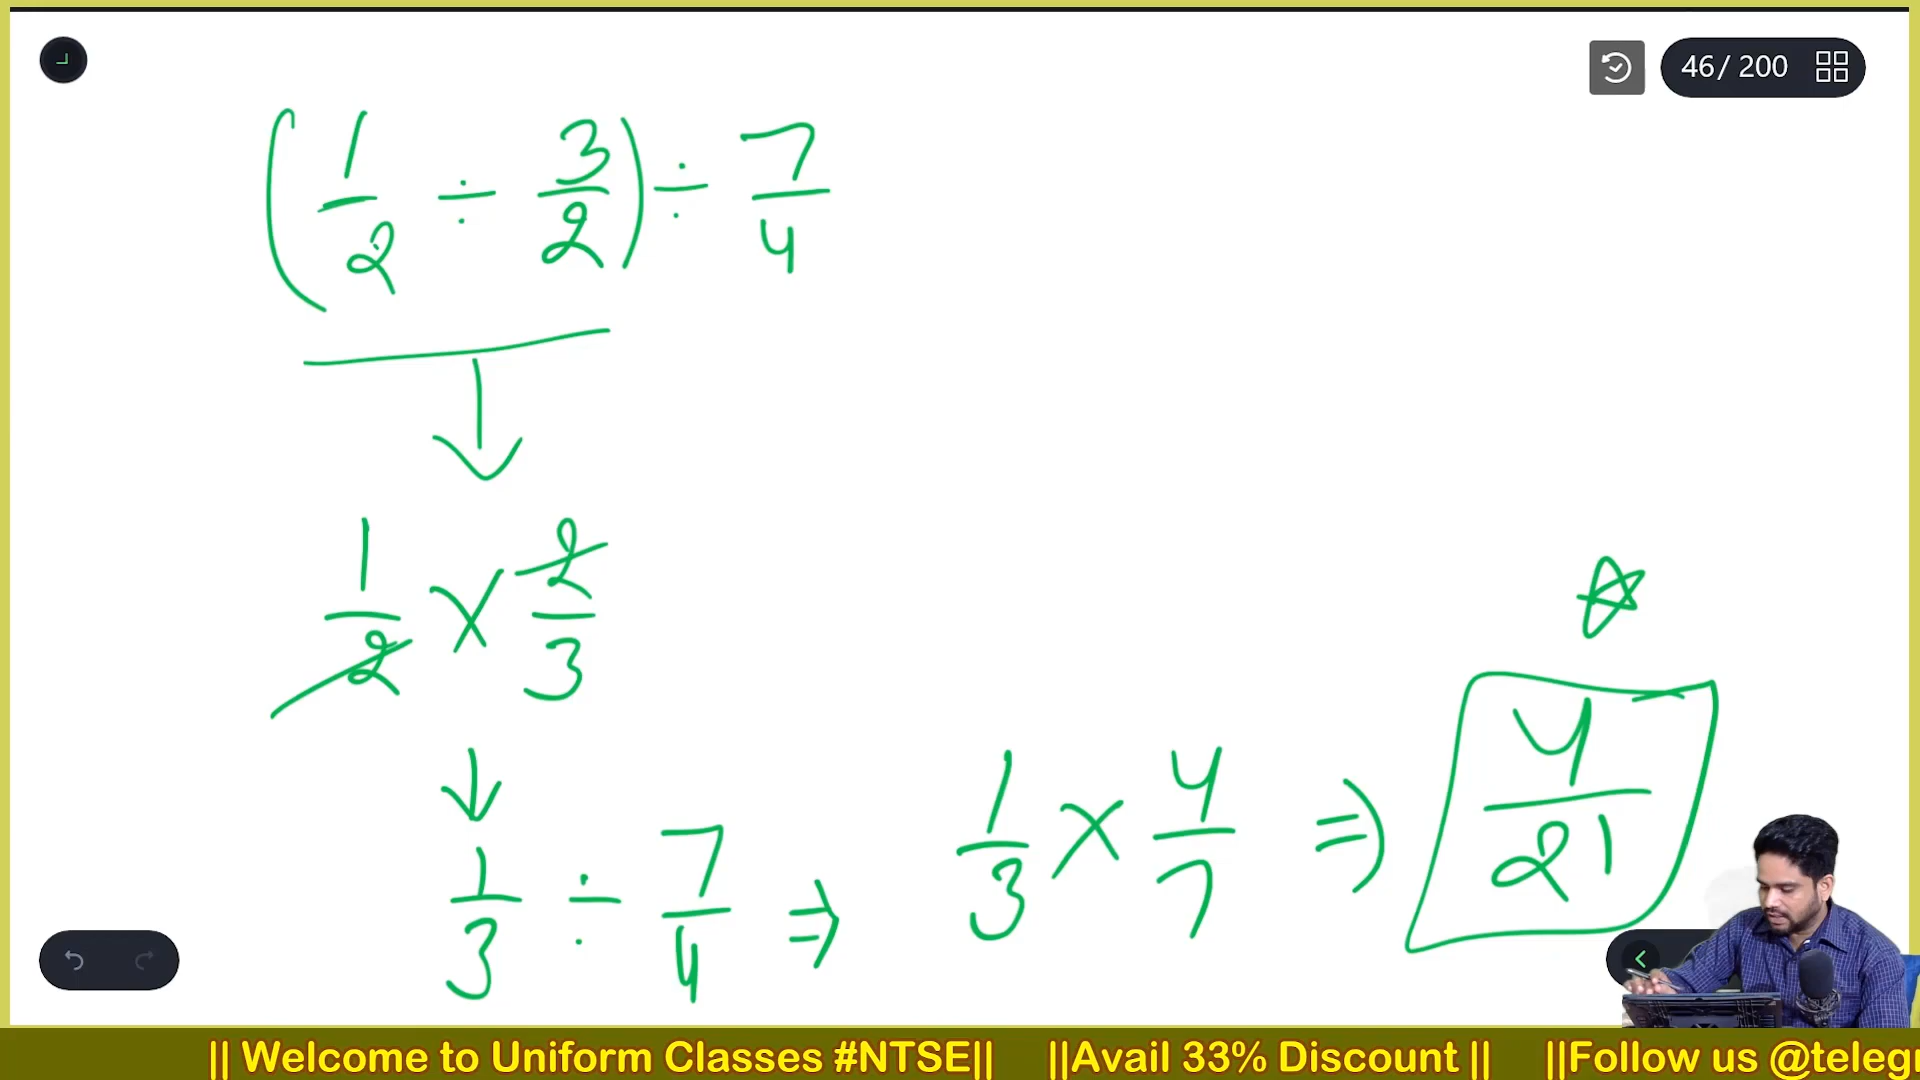 46/ 200
(1/2 ÷ 3/2) ÷ 7/4
1/2 × 2/3
1/3 ÷ 7/4 ⇒ 1/3 × 4/7 ⇒ 4/21
|| Welcome to Uniform Classes #NTSE|| ||Avail 33% Discount || ||Follow us @telegr